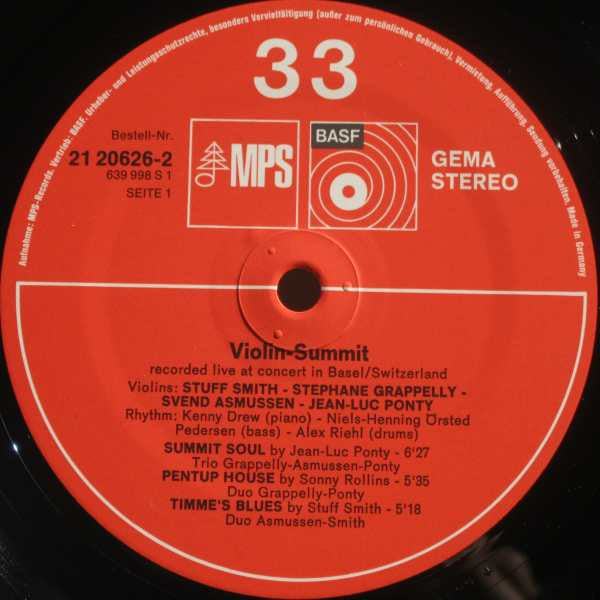 Aufnahme: MPS-Records. Vertrieb: BASF. Urheber- und Leistungsschutzrechte, besonders Vervielfältigung (außer zum persönlichen Gebrauch), Vermietung, Aufführung, Sendung vorbehalten. Made in Germany
33
Bestell-Nr.
21 20626-2
639 998 S 1
SEITE 1
MPS
BASF
GEMA
STEREO
Violin-Summit
recorded live at concert in Basel/Switzerland
Violins: STUFF SMITH - STEPHANE GRAPPELLY -
SVEND ASMUSSEN - JEAN-LUC PONTY
Rhythm: Kenny Drew (piano) - Niels-Henning Ørsted
Pedersen (bass) - Alex Riehl (drums)
SUMMIT SOUL by Jean-Luc Ponty - 6'27
Trio Grappelly-Asmussen-Ponty
PENTUP HOUSE by Sonny Rollins - 5'35
Duo Grappelly-Ponty
TIMME'S BLUES by Stuff Smith - 5'18
Duo Asmussen-Smith